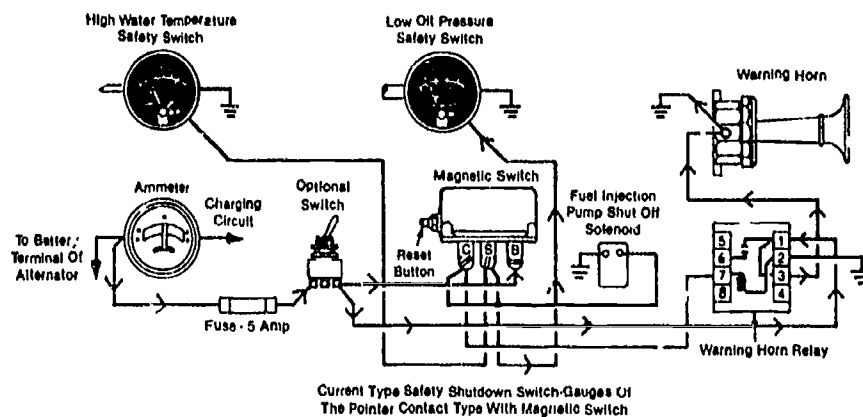 High Water Temperature
Safety Switch
Low Oil Pressure
Safety Switch
Warning Horn
Ammeter
Charging
Circuit
Optional
Switch
Magnetic Switch
Fuel Injection
Pump Shut Off
Solenoid
To Battery
Terminal Of
Alternator
Reset
Button
C S B
5 1
6 2
7 3
8 4
Fuse - 5 Amp
Warning Horn Relay
Current Type Safety Shutdown Switch-Gauges Of
The Pointer Contact Type With Magnetic Switch